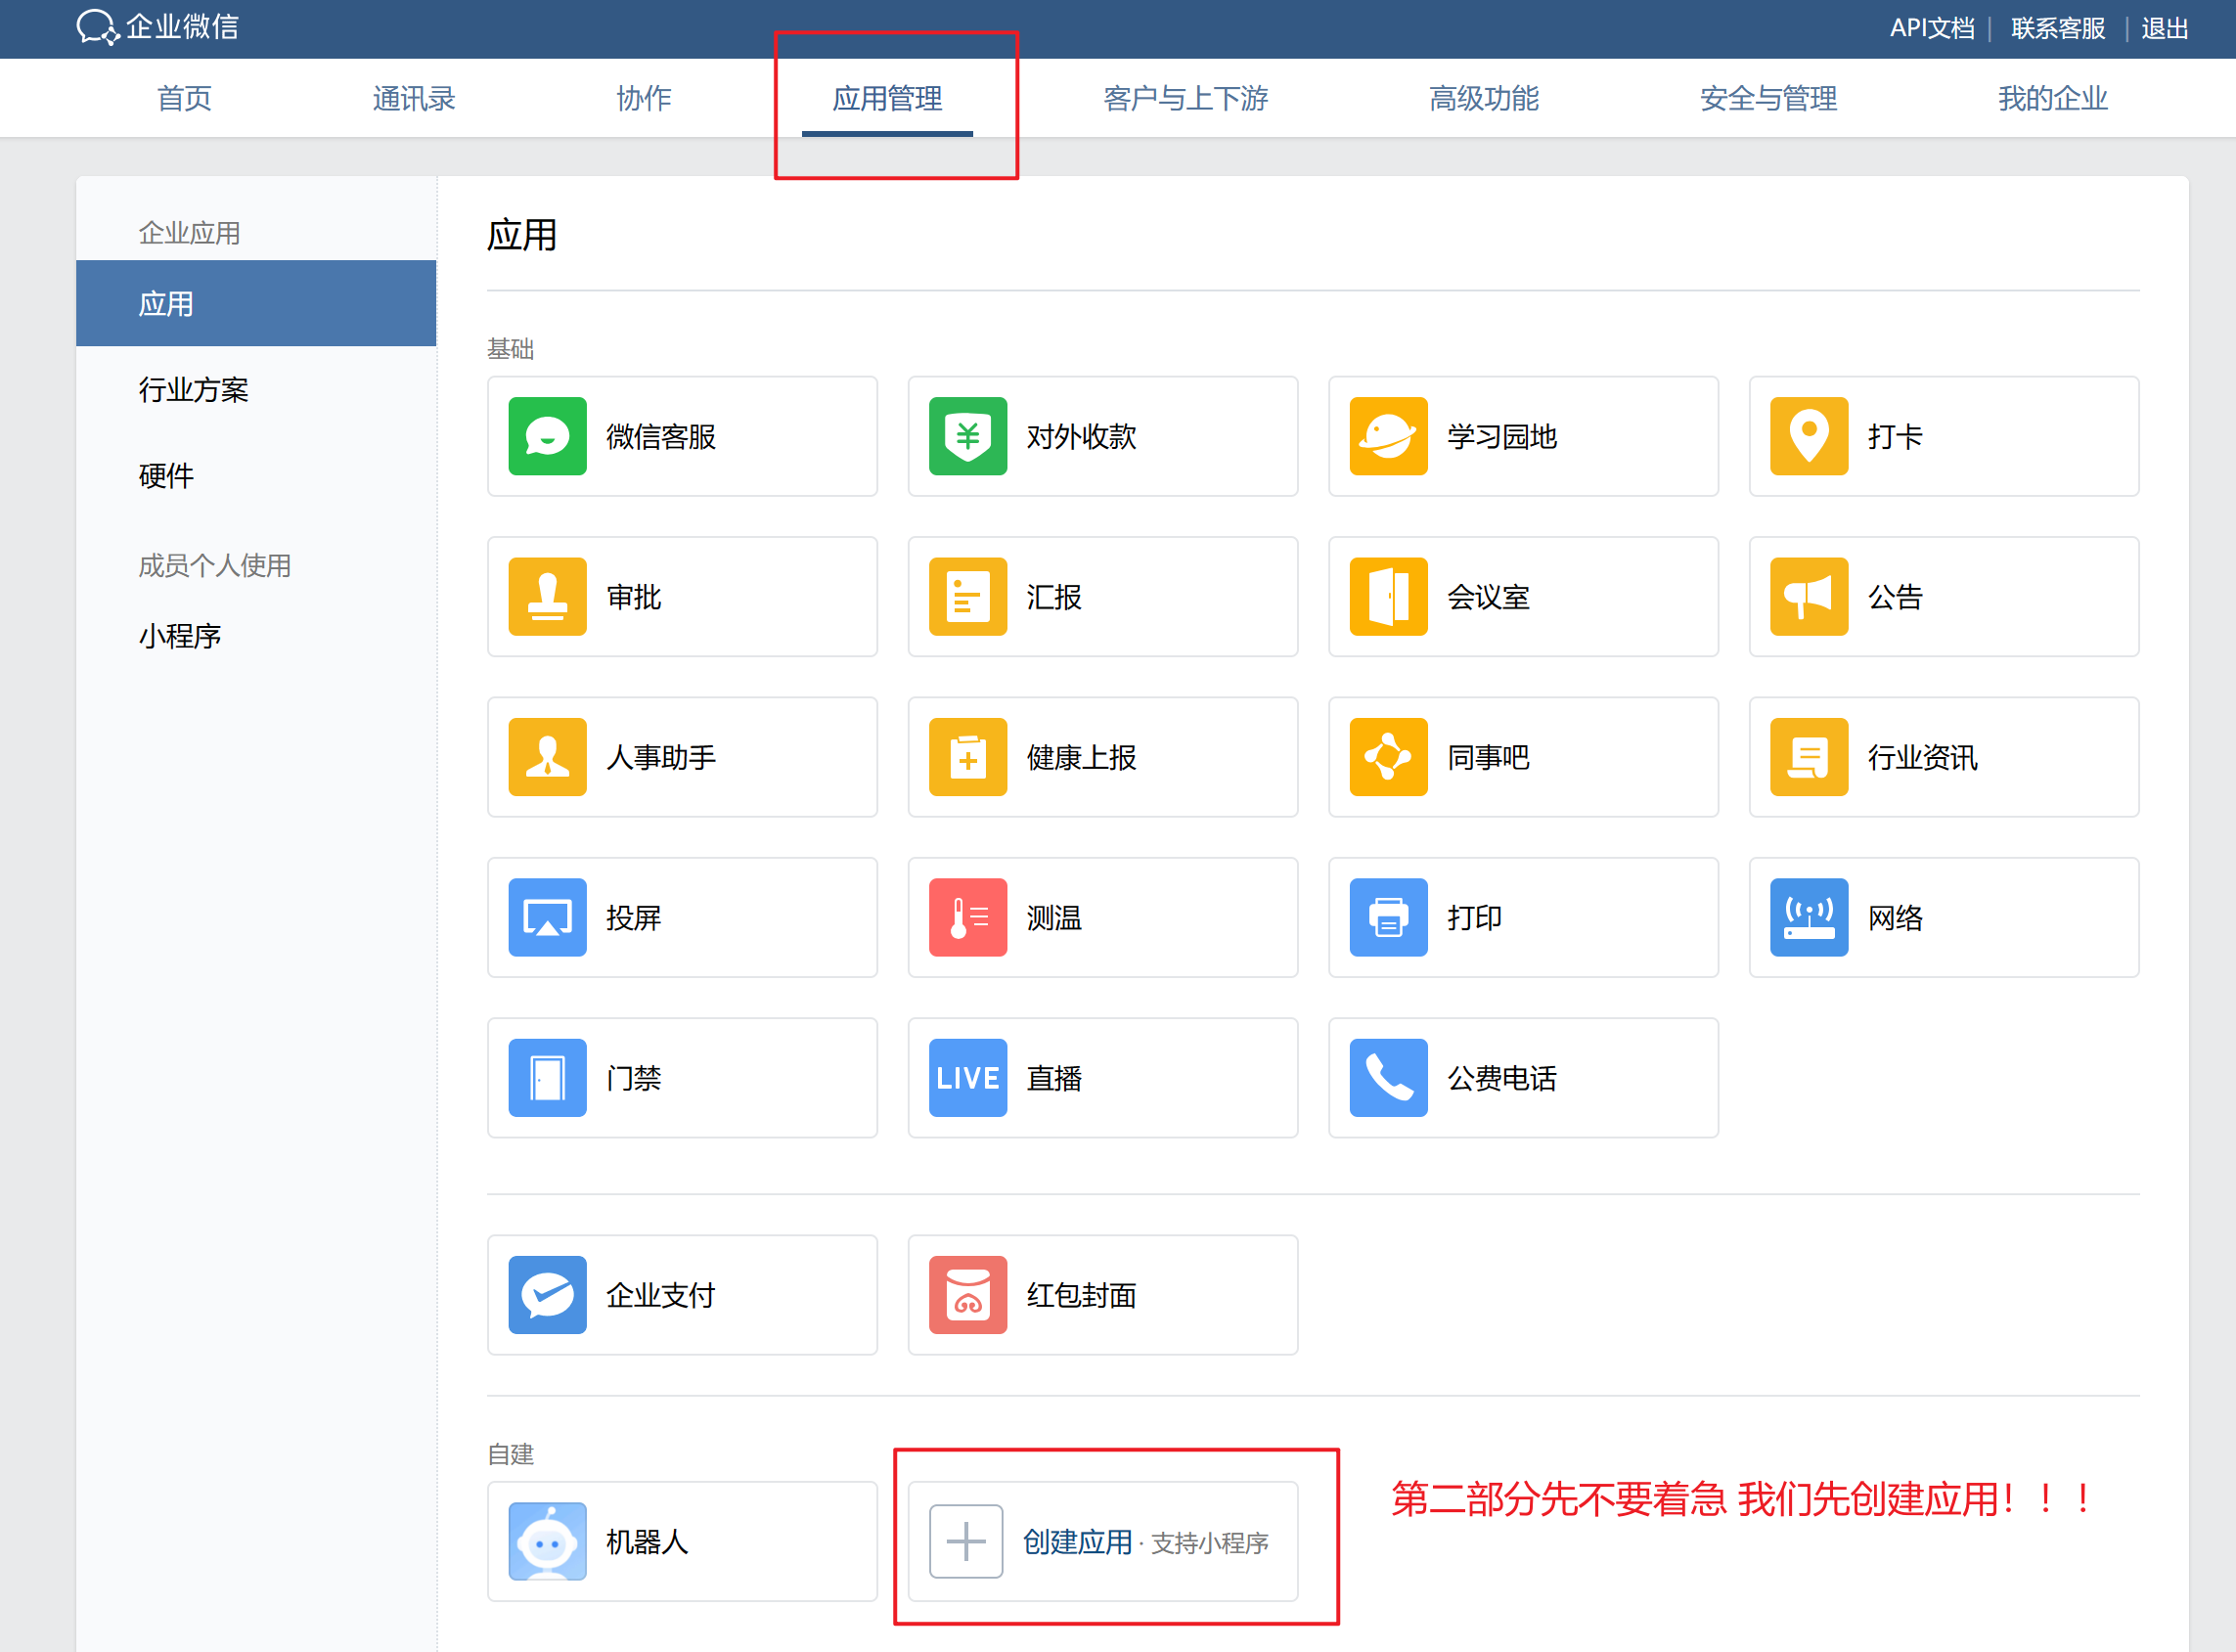 企业微信
API文档 | 联系客服 | 退出
首页 通讯录 协作 应用管理 客户与上下游 高级功能 安全与管理 我的企业
企业应用
应用
行业方案
硬件
成员个人使用
小程序
应用
基础
微信客服 对外收款 学习园地 打卡
审批 汇报 会议室 公告
人事助手 健康上报 同事吧 行业资讯
投屏 测温 打印 网络
门禁 LIVE 直播 公费电话
企业支付 红包封面
自建
机器人 创建应用 · 支持小程序
第二部分先不要着急 我们先创建应用！！！